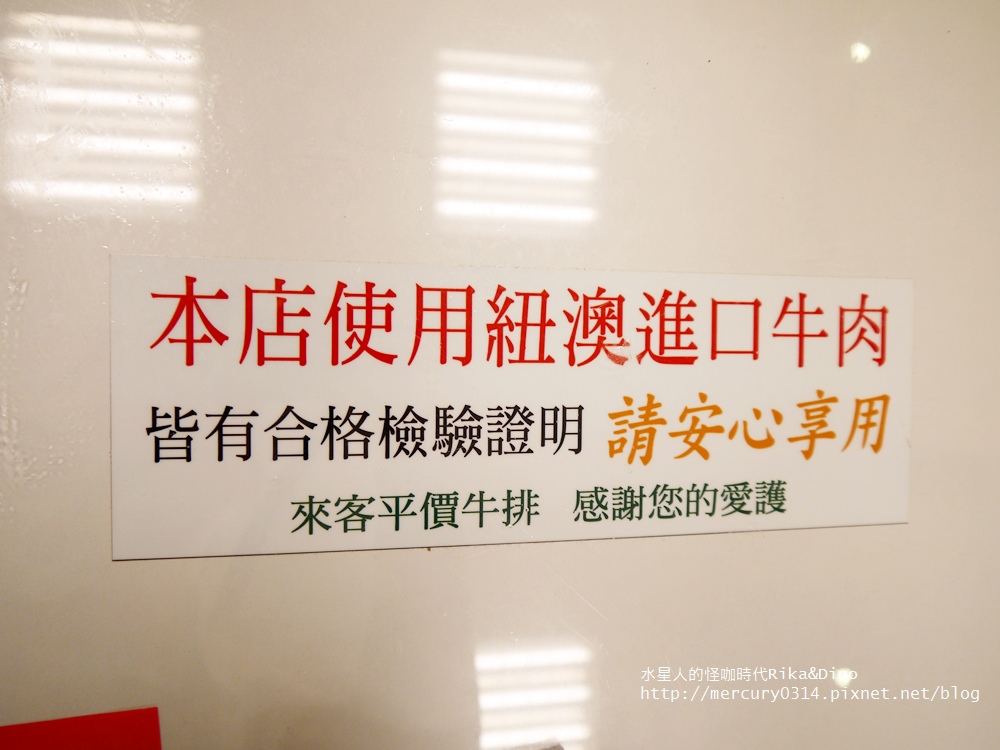 本店使用紐澳進口牛肉
皆有合格檢驗證明 請安心享用
來客平價牛排 感謝您的愛護
水星人的怪咖時代Rika&Dino
http://mercury0314.pixnet.net/blog